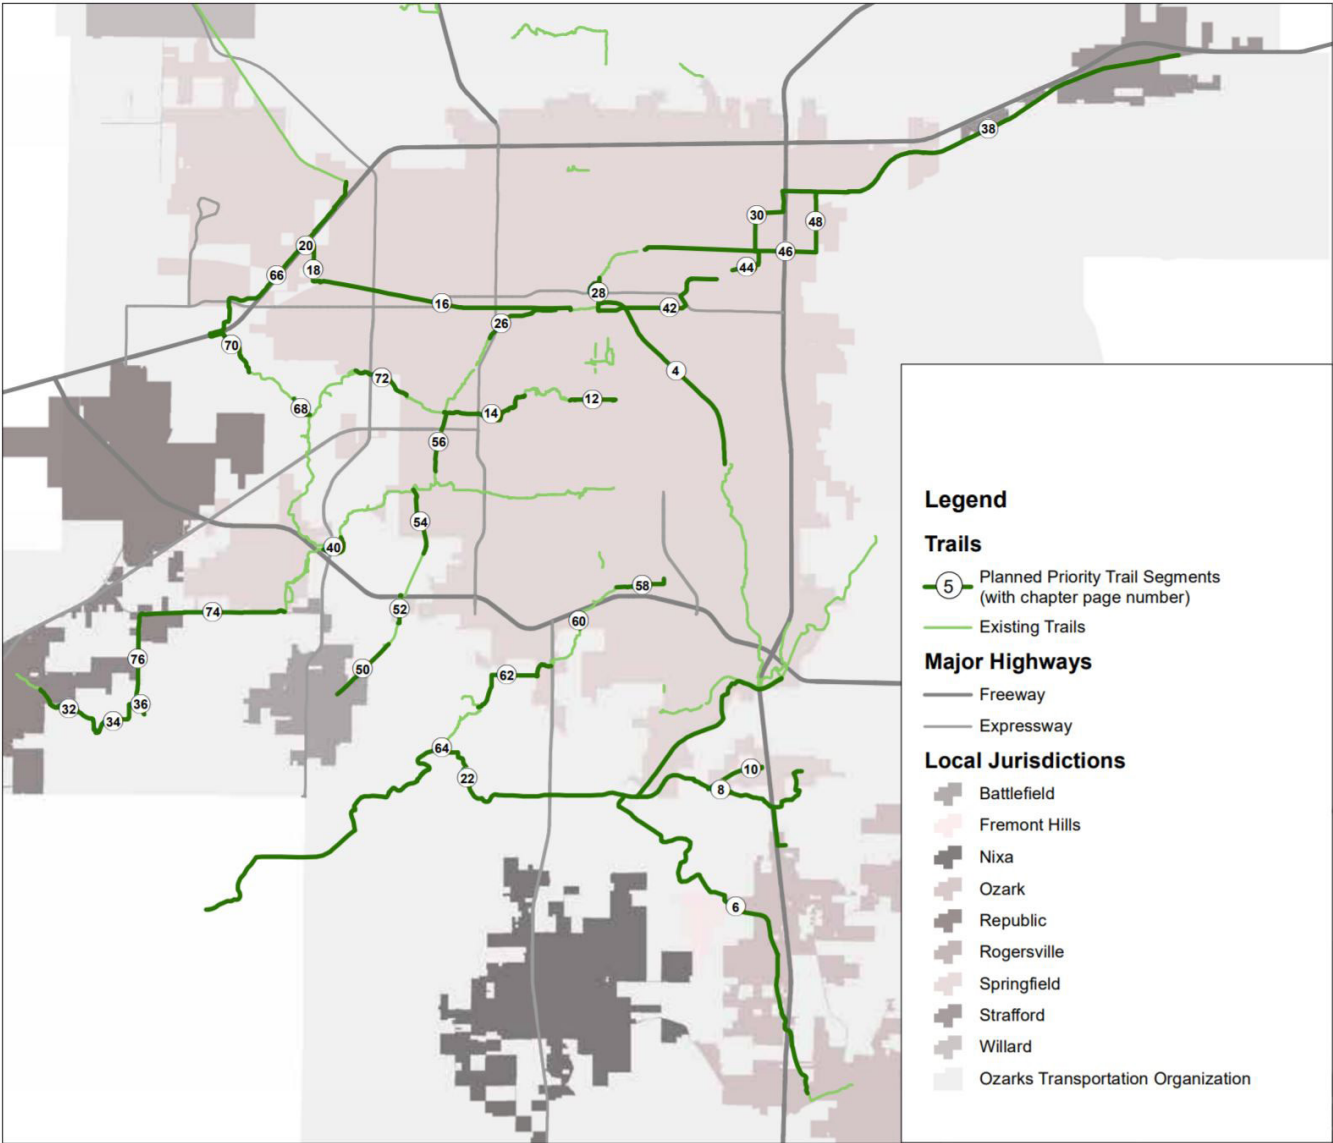 38
30
48
20
46
44
18
66
28
16
42
26
70
4
72
12
68
14
56
54
40
58
74
52
60
76
50
62
36
32
34
64
10
22
8
6
Legend
Trails
5 Planned Priority Trail Segments
(with chapter page number)
Existing Trails
Major Highways
Freeway
Expressway
Local Jurisdictions
Battlefield
Fremont Hills
Nixa
Ozark
Republic
Rogersville
Springfield
Strafford
Willard
Ozarks Transportation Organization